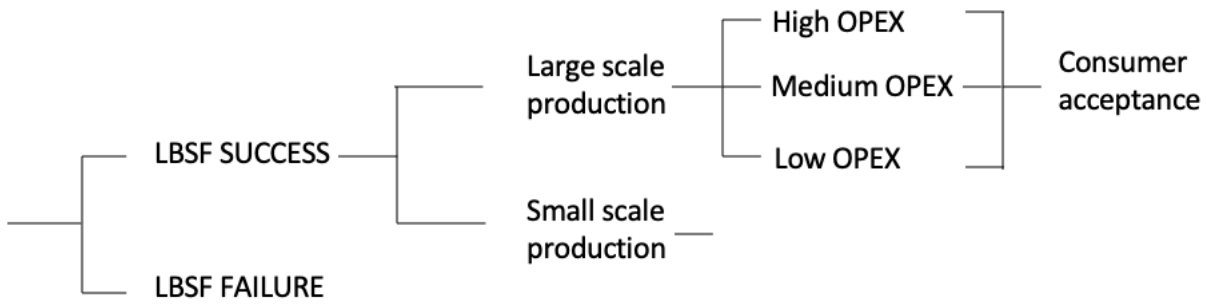 High OPEX
Large scale
production
Medium OPEX
Consumer
acceptance
LBSF SUCCESS
Low OPEX
Small scale
production
LBSF FAILURE